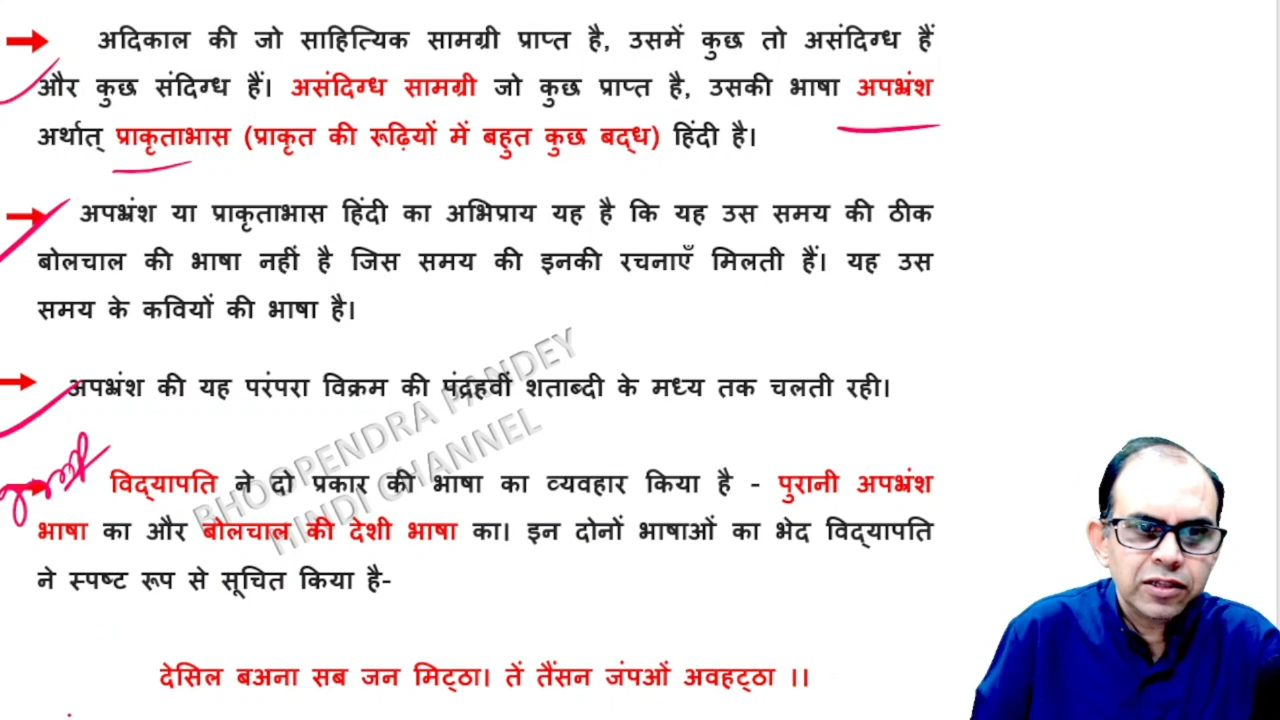 अदिकाल की जो साहित्यिक सामग्री प्राप्त है, उसमें कुछ तो असंदिग्ध हैं
और कुछ संदिग्ध हैं। असंदिग्ध सामग्री जो कुछ प्राप्त है, उसकी भाषा अपभ्रंश
अर्थात् प्राकृताभास (प्राकृत की रूढ़ियों में बहुत कुछ बद्ध) हिंदी है।
अपभ्रंश या प्राकृताभास हिंदी का अभिप्राय यह है कि यह उस समय की ठीक
बोलचाल की भाषा नहीं है जिस समय की इनकी रचनाएँ मिलती हैं। यह उस
समय के कवियों की भाषा है।
अपभ्रंश की यह परंपरा विक्रम की पंद्रहवीं शताब्दी के मध्य तक चलती रही।
विद्यापति ने दो प्रकार की भाषा का व्यवहार किया है - पुरानी अपभ्रंश
भाषा का और बोलचाल की देशी भाषा का। इन दोनों भाषाओं का भेद विद्यापति
ने स्पष्ट रूप से सूचित किया है-
देसिल बअना सब जन मिट्ठा। तें तैंसन जंपओं अवहट्ठा ।।
BHOOPENDRA PANDEY
HINDI CHANNEL